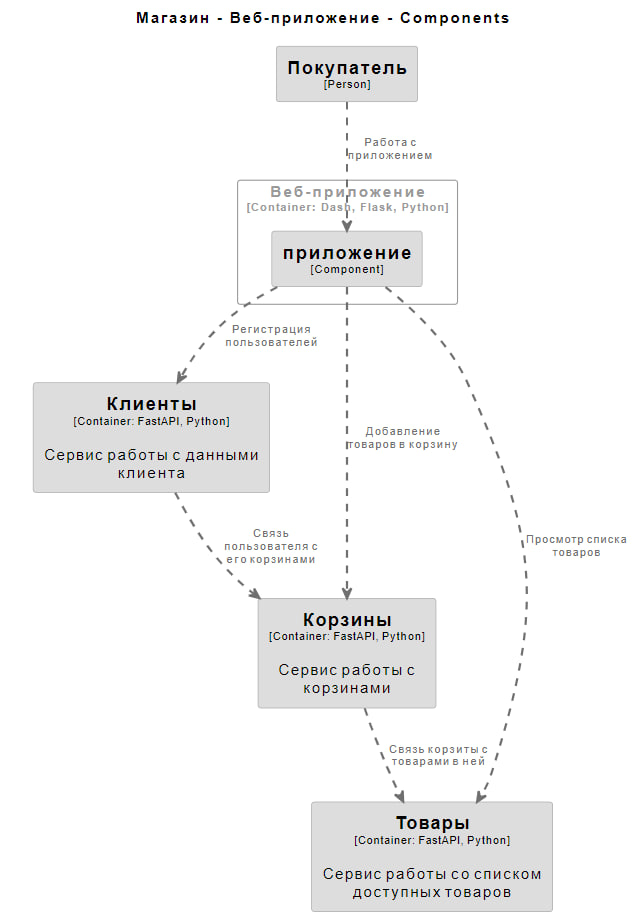 Магазин - Веб-приложение - Components
Покупатель
[Person]
Работа с
приложением
Веб-приложение
[Container: Dash, Flask, Python]
приложение
[Component]
Регистрация
пользователей
Клиенты
[Container: FastAPI, Python]
Сервис работы с данными
клиента
Добавление
товаров в корзину
Просмотр списка
товаров
Связь
пользователя с
его корзинами
Корзины
[Container: FastAPI, Python]
Сервис работы с
корзинами
Связь корзиты с
товарами в ней
Товары
[Container: FastAPI, Python]
Сервис работы со списком
доступных товаров